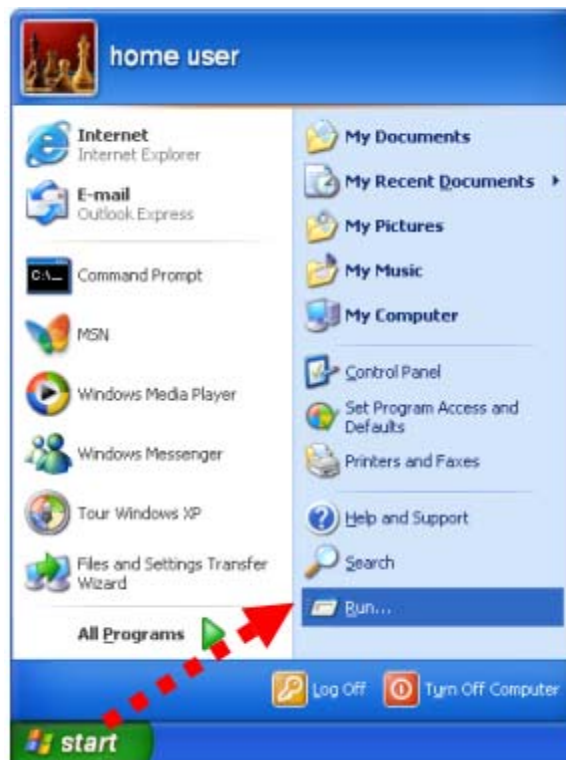 home user
Internet
Internet Explorer
E-mail
Outlook Express
C:\_
Command Prompt
MSN
Windows Media Player
Windows Messenger
Tour Windows XP
Files and Settings Transfer
Wizard
All Programs
My Documents
My Recent Documents
My Pictures
My Music
My Computer
Control Panel
Set Program Access and
Defaults
Printers and Faxes
Help and Support
Search
Run...
Log Off
Turn Off Computer
start